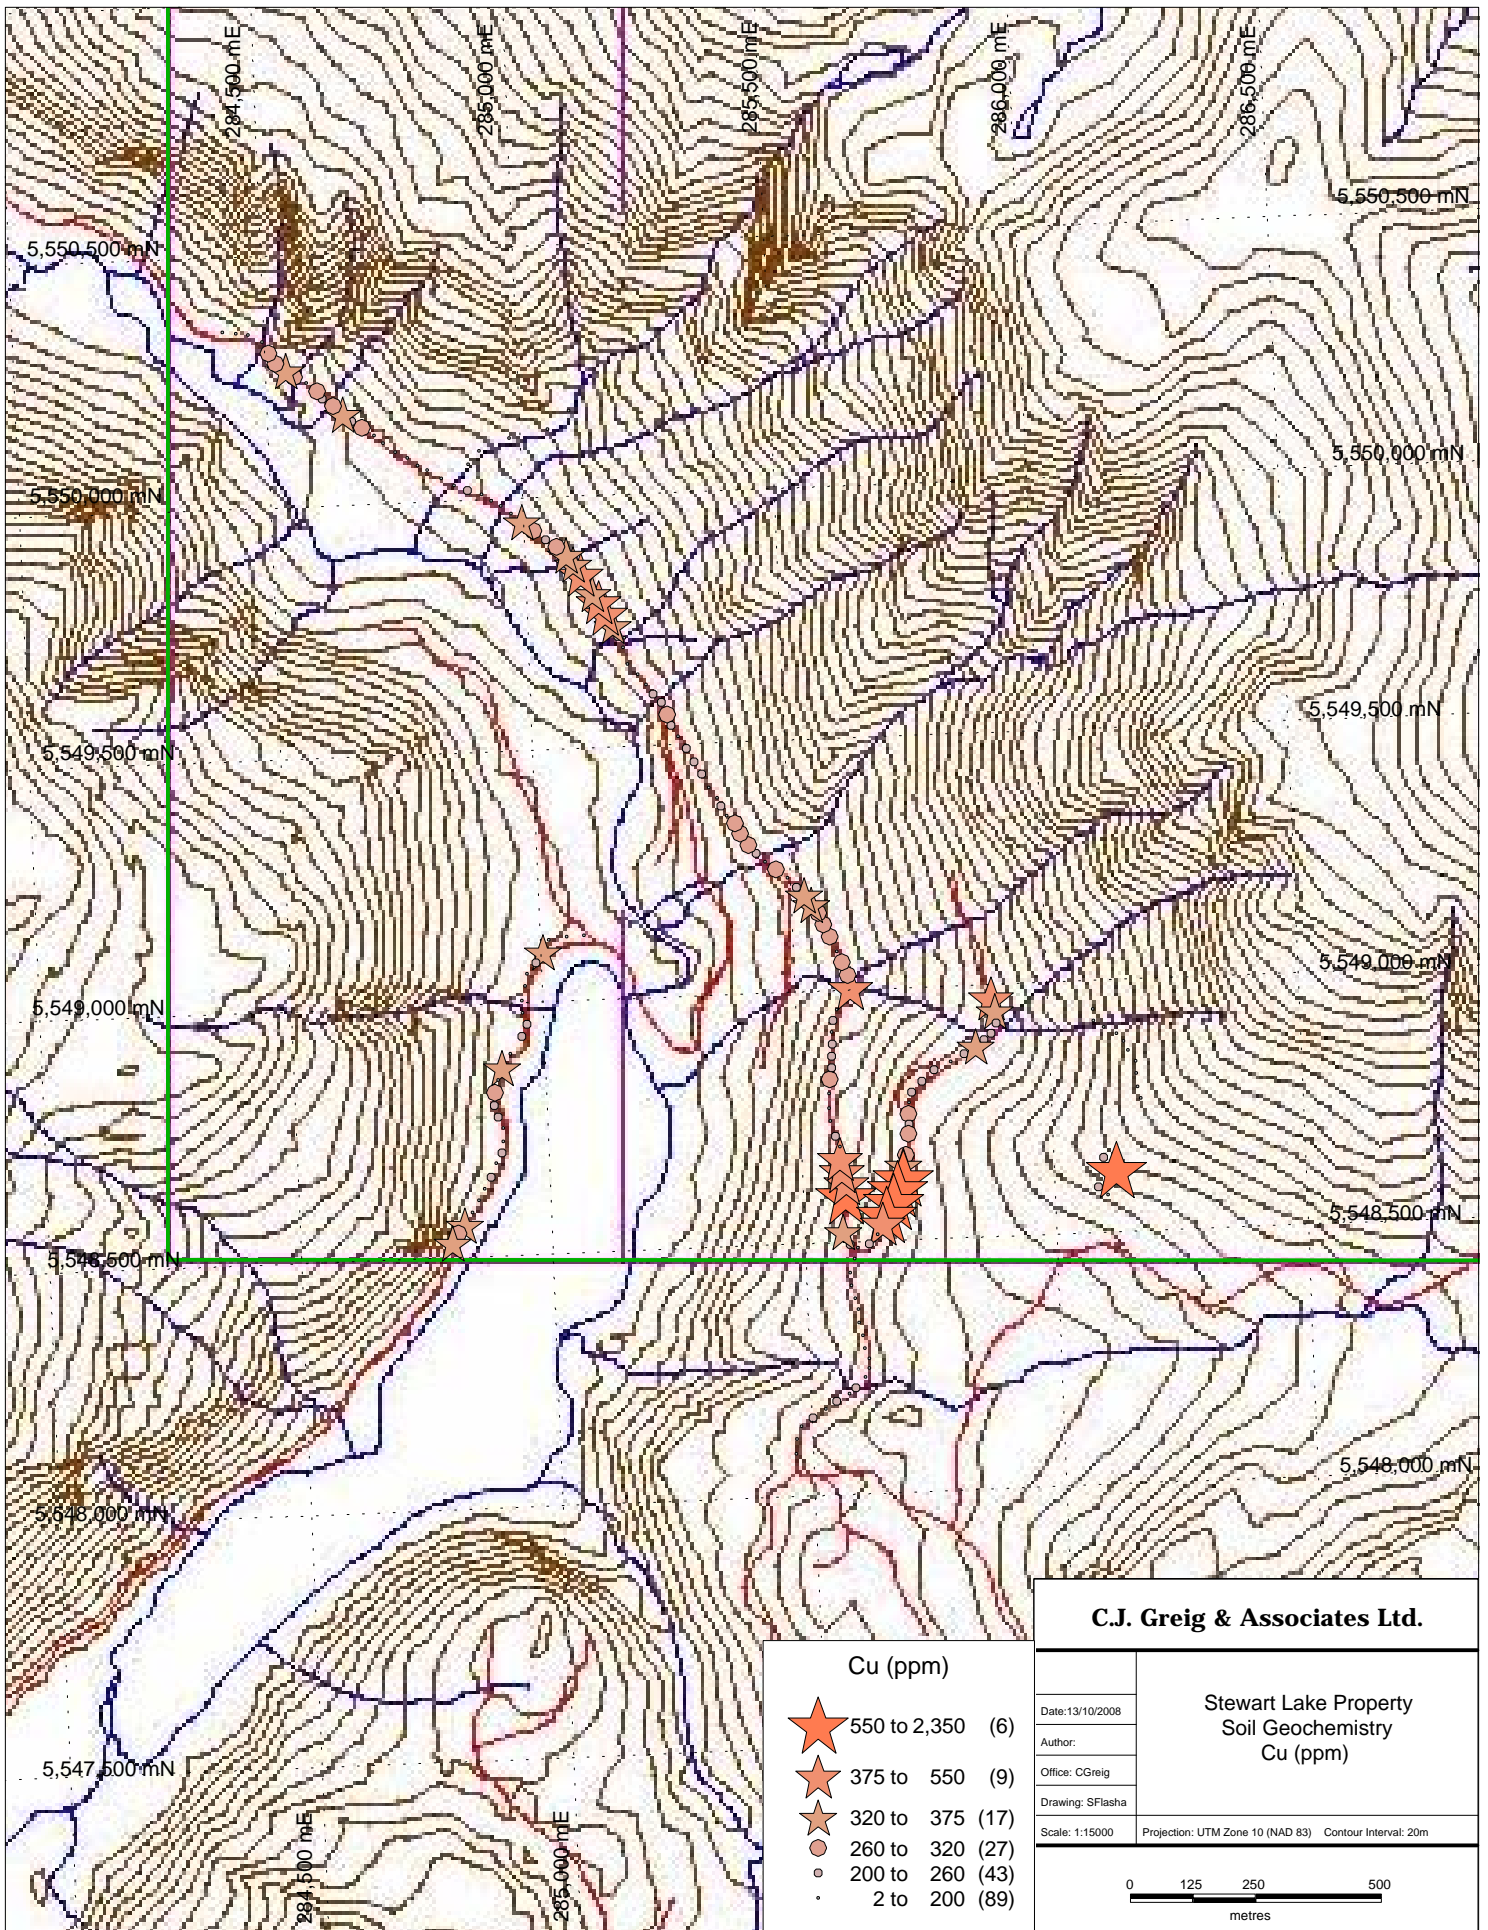 284,500 mE
285,000 mE
285,500 mE
286,000 mE
286,500 mE
5,550,500 mN
5,550,500 mN
5,550,000 mN
5,550,000 mN
5,549,500 mN
5,549,500 mN
5,549,000 mN
5,549,000 mN
5,548,500 mN
5,548,500 mN
5,548,000 mN
5,548,000 mN
5,547,500 mN
284,500 mE
285,000 mE
Cu (ppm)
550 to 2,350 (6)
375 to 550 (9)
320 to 375 (17)
260 to 320 (27)
200 to 260 (43)
2 to 200 (89)
C.J. Greig & Associates Ltd.
Date:13/10/2008
Author:
Office: CGreig
Drawing: SFlasha
Scale: 1:15000
Stewart Lake Property
Soil Geochemistry
Cu (ppm)
Projection: UTM Zone 10 (NAD 83) Contour Interval: 20m
0 125 250 500
metres